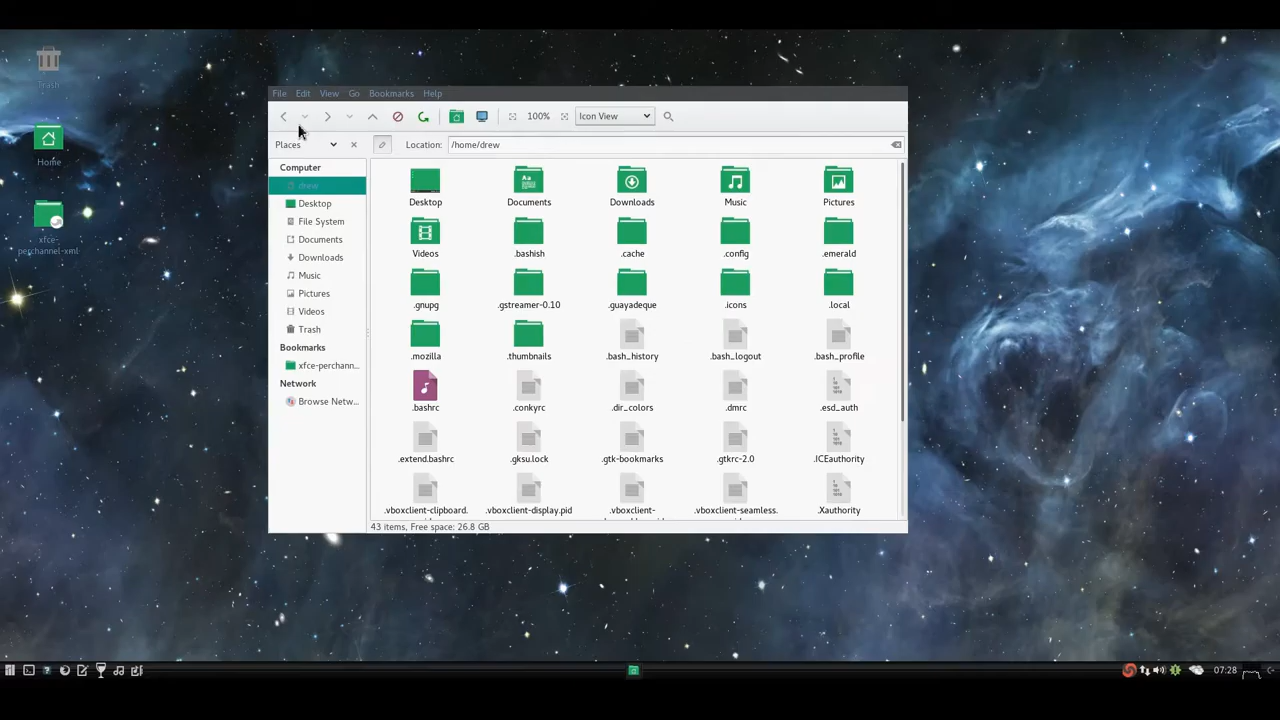 Trash
Home
xfce-
perchannel-xml
File Edit View Go Bookmarks Help
100% Icon View
Places Location: /home/drew
Computer
drew
Desktop
File System
Documents
Downloads
Music
Pictures
Videos
Trash
Bookmarks
xfce-perchann...
Network
Browse Netw...
Desktop Documents Downloads Music Pictures
Videos .bashish .cache .config .emerald
.gnupg .gstreamer-0.10 .guayadeque .icons .local
.mozilla .thumbnails .bash_history .bash_logout .bash_profile
.bashrc .conkyrc .dir_colors .dmrc .esd_auth
.extend.bashrc .gksu.lock .gtk-bookmarks .gtkrc-2.0 .ICEauthority
.vboxclient-clipboard. .vboxclient-display.pid .vboxclient- .vboxclient-seamless. .Xauthority
43 items, Free space: 26.8 GB
07:28